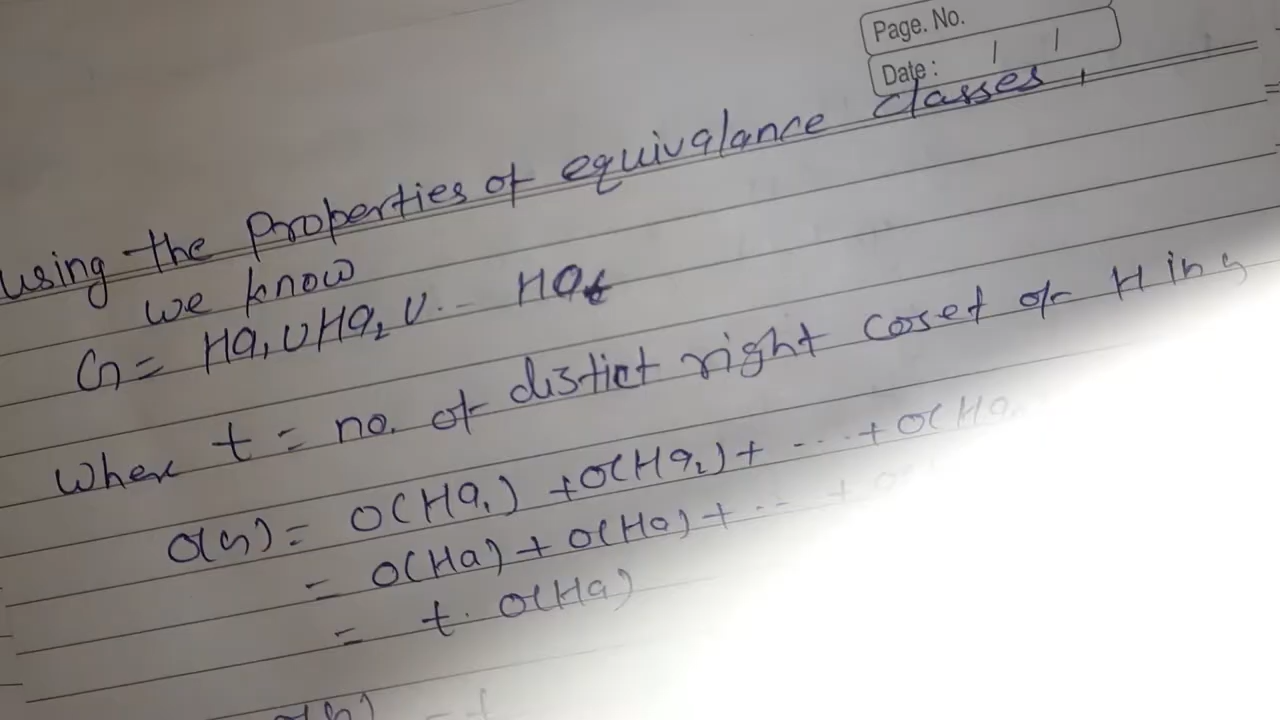 Page. No.
Date: / /
using the properties of equivalance classes,
we know
G = Ha₁ U Ha₂ U .. - Hat
Where t = no. of distict right coset of H in G
O(G) = O(Ha₁) + O(Ha₂) + ... + O(Ha
= O(Ha) + O(Ha) + ... +
= t. O(Ha)